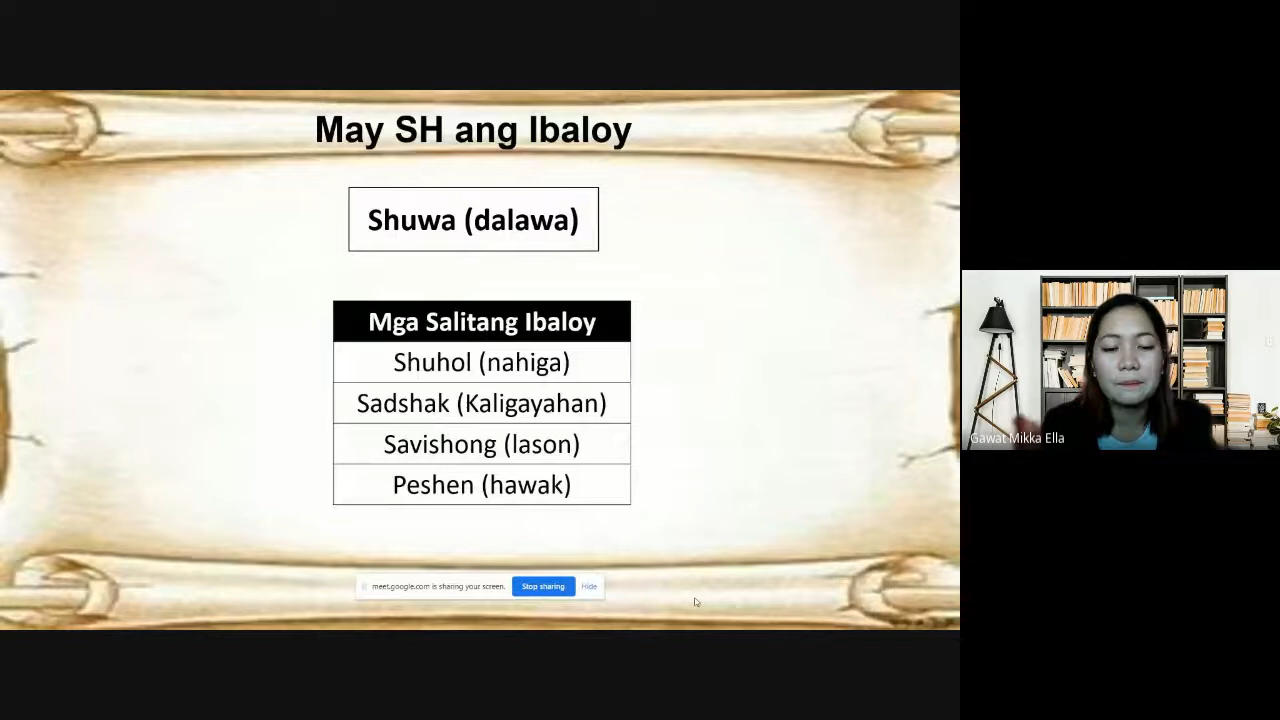 May SH ang Ibaloy
Shuwa (dalawa)
Mga Salitang Ibaloy
Shuhol (nahiga)
Sadshak (Kaligayahan)
Savishong (lason)
Peshen (hawak)
meet.google.com is sharing your screen.
Stop sharing
Hide
Gawat Mikka Ella